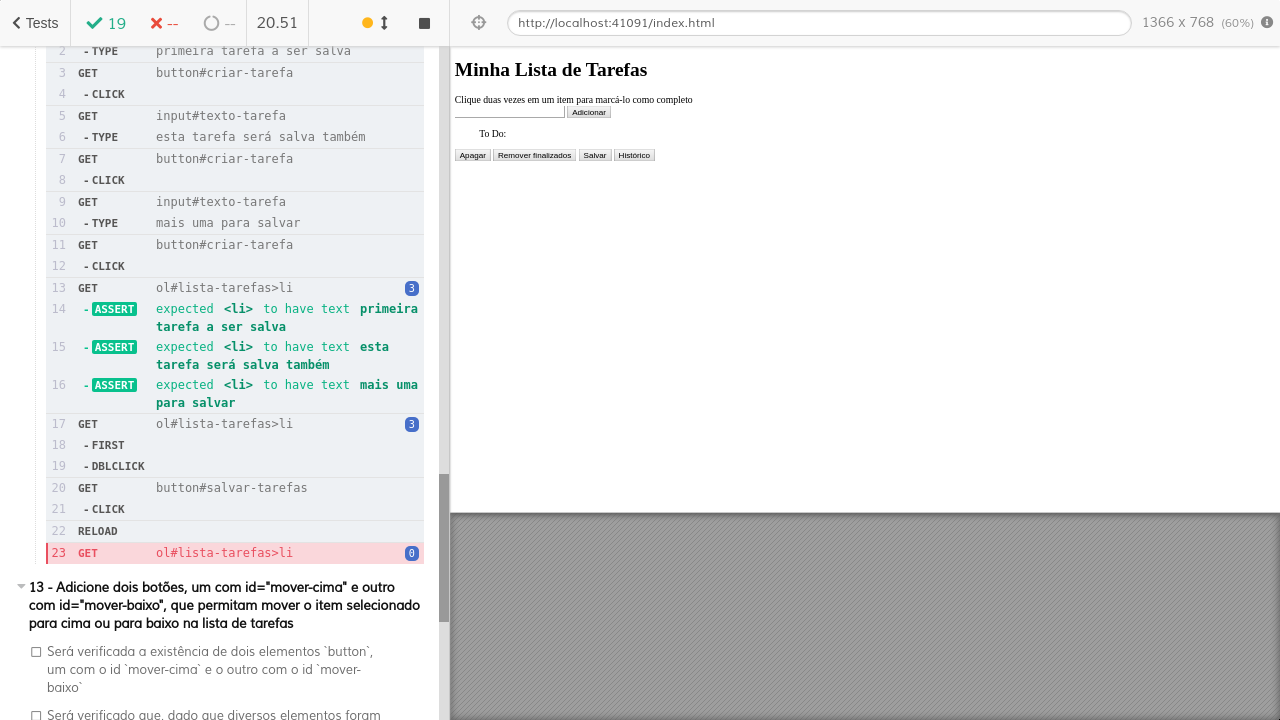 Tests
19
--
--
20.51
http://localhost:41091/index.html
1366 x 768 (60%)
2 -TYPE primeira tarefa a ser salva
3 GET button#criar-tarefa
4 -CLICK
5 GET input#texto-tarefa
6 -TYPE esta tarefa será salva também
7 GET button#criar-tarefa
8 -CLICK
9 GET input#texto-tarefa
10 -TYPE mais uma para salvar
11 GET button#criar-tarefa
12 -CLICK
13 GET ol#lista-tarefas>li 3
14 -ASSERT expected <li> to have text primeira
tarefa a ser salva
15 -ASSERT expected <li> to have text esta
tarefa será salva também
16 -ASSERT expected <li> to have text mais uma
para salvar
17 GET ol#lista-tarefas>li 3
18 -FIRST
19 -DBLCLICK
20 GET button#salvar-tarefas
21 -CLICK
22 RELOAD
23 GET ol#lista-tarefas>li 0
13 - Adicione dois botões, um com id="mover-cima" e outro
com id="mover-baixo", que permitam mover o item selecionado
para cima ou para baixo na lista de tarefas
Será verificada a existência de dois elementos `button`,
um com o id `mover-cima` e o outro com o id `mover-
baixo`
Será verificado que, dado que diversos elementos foram
Minha Lista de Tarefas
Clique duas vezes em um item para marcá-lo como completo
Adicionar
To Do:
Apagar Remover finalizados Salvar Histórico